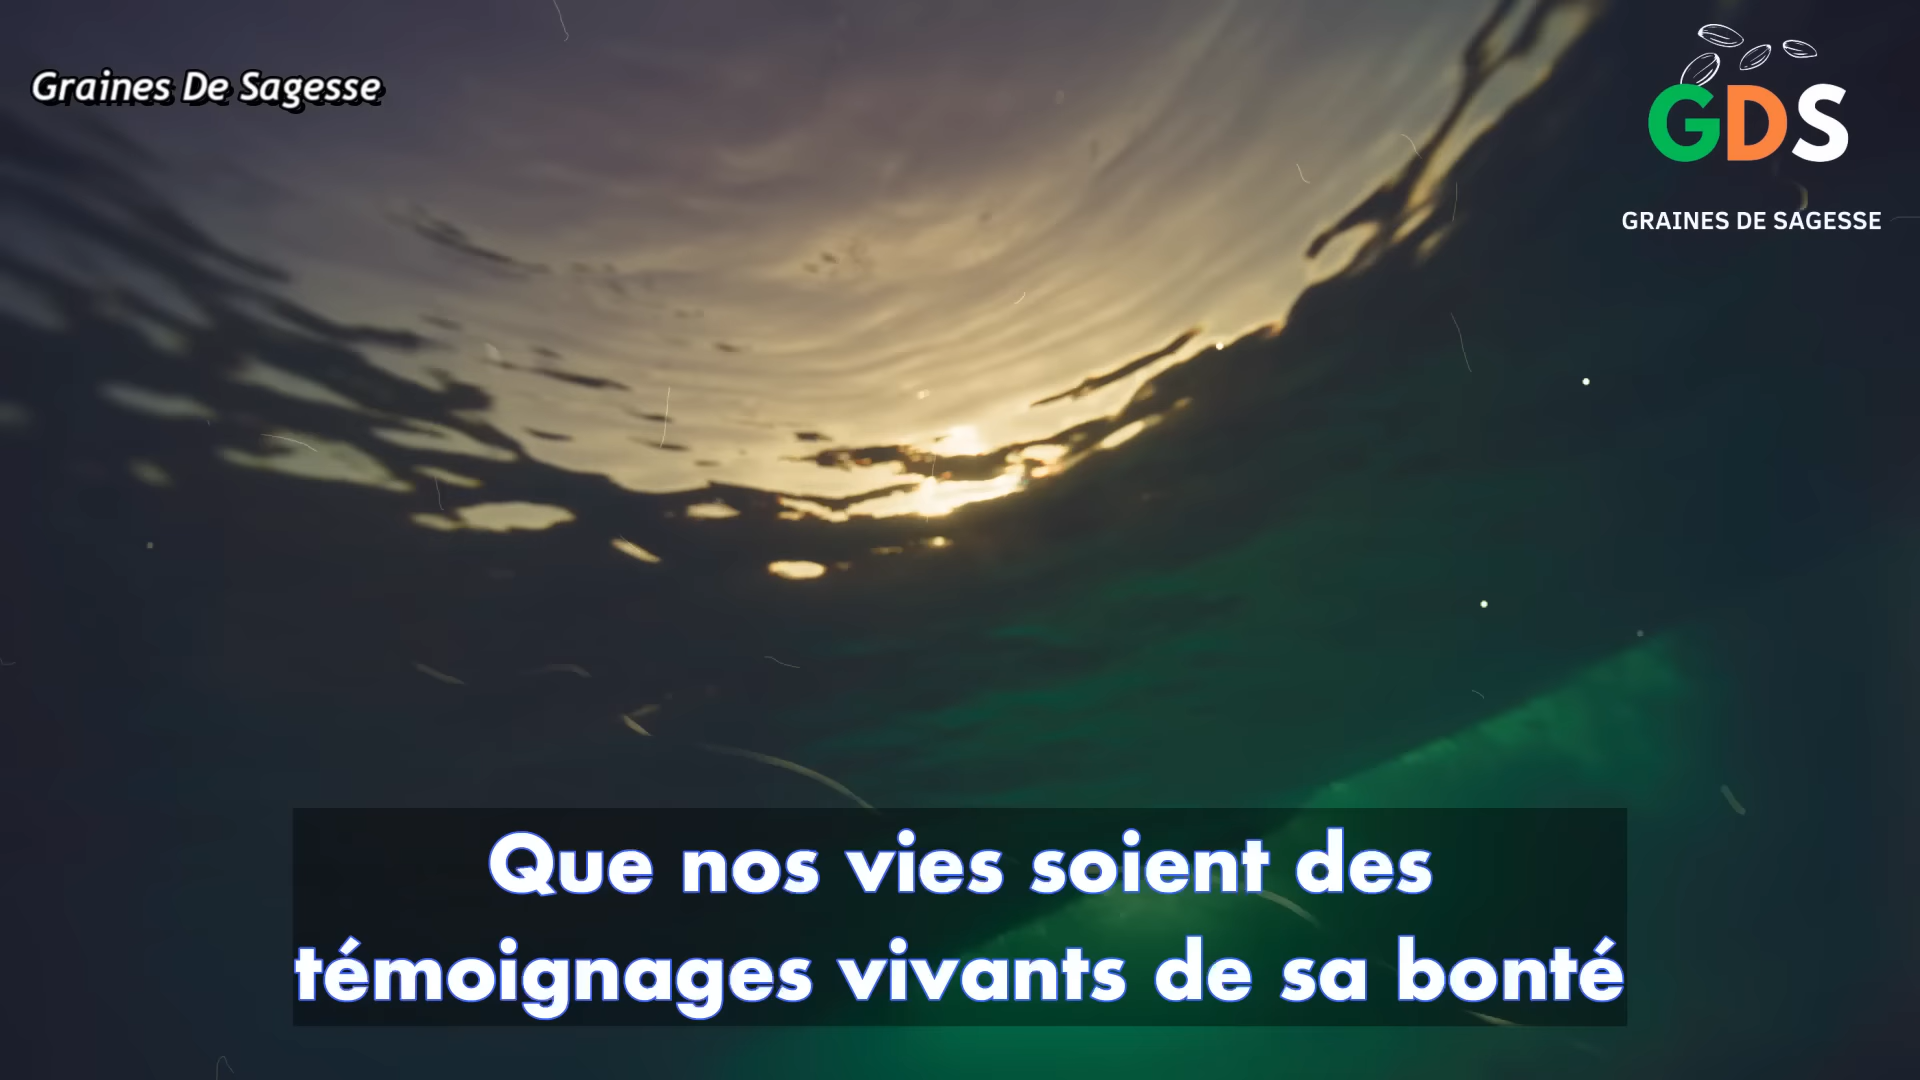 Graines De Sagesse
GDS
GRAINES DE SAGESSE
Que nos vies soient des
témoignages vivants de sa bonté